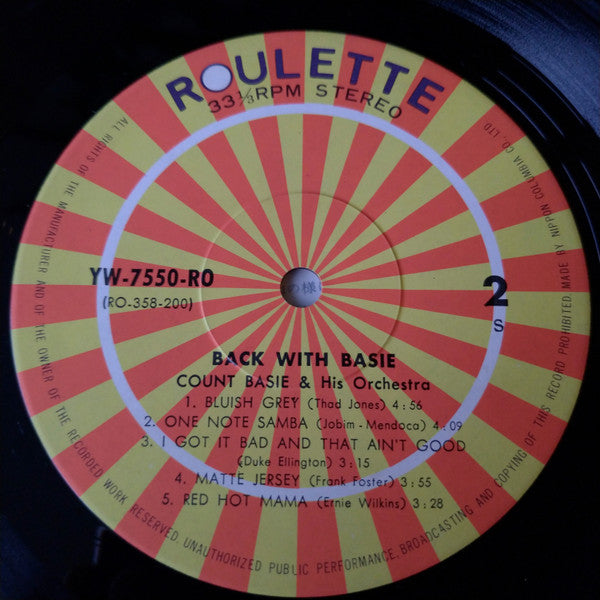 ROULETTE
33 1/3 RPM STEREO
ALL RIGHTS OF THE MANUFACTURER AND OF THE OWNER OF THE RECORDED WORK RESERVED. UNAUTHORIZED PUBLIC PERFORMANCE, BROADCASTING AND COPYING OF THIS RECORD PROHIBITED. MADE BY NIPPON COLUMBIA CO., LTD.
YW-7550-RO
(RO-358-200)
の様
2
S
BACK WITH BASIE
COUNT BASIE & His Orchestra
1. BLUISH GREY (Thad Jones) 4:56
2. ONE NOTE SAMBA (Jobim-Mendoca) 4:09
3. I GOT IT BAD AND THAT AIN'T GOOD
(Duke Ellington) 3:15
4. MATTE JERSEY (Frank Foster) 3:55
5. RED HOT MAMA (Ernie Wilkins) 3:28